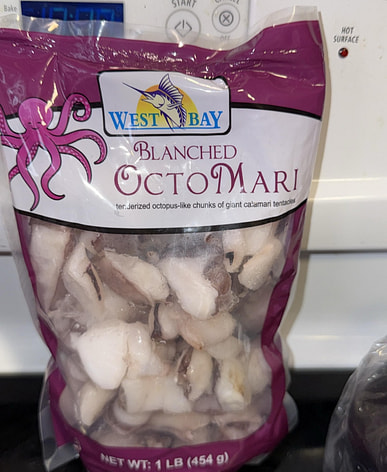 Bake
START
HOT
SURFACE
WEST BAY
BLANCHED
OCTOMARI
tenderized octopus-like chunks of giant calamari tentacles
NET WT: 1 LB (454 g)